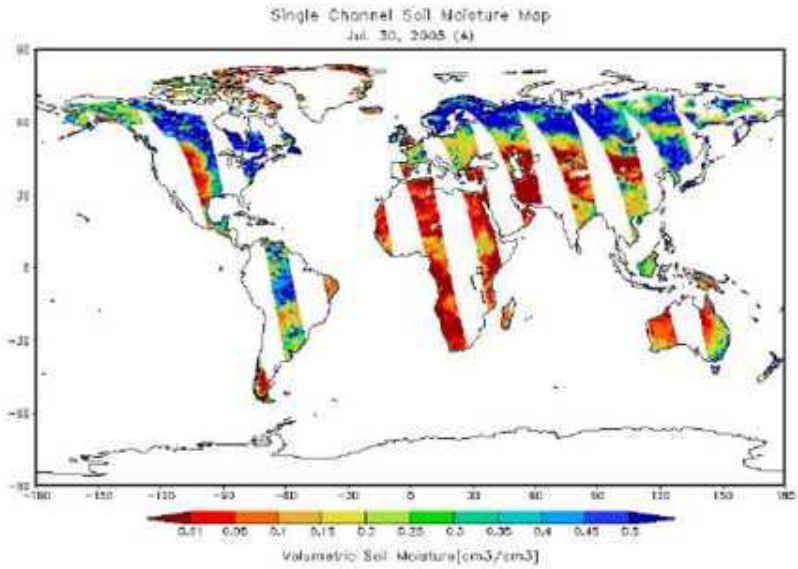 Single Channel Soil Moisture Map
Jul. 30, 2005 (A)
90
60
30
0
-30
-60
-90
-180 -150 -120 -90 -60 -30 0 30 60 90 120 150 180
0.01 0.05 0.1 0.15 0.2 0.25 0.3 0.35 0.4 0.45 0.5
Volumetric Soil Moisture[cm3/cm3]